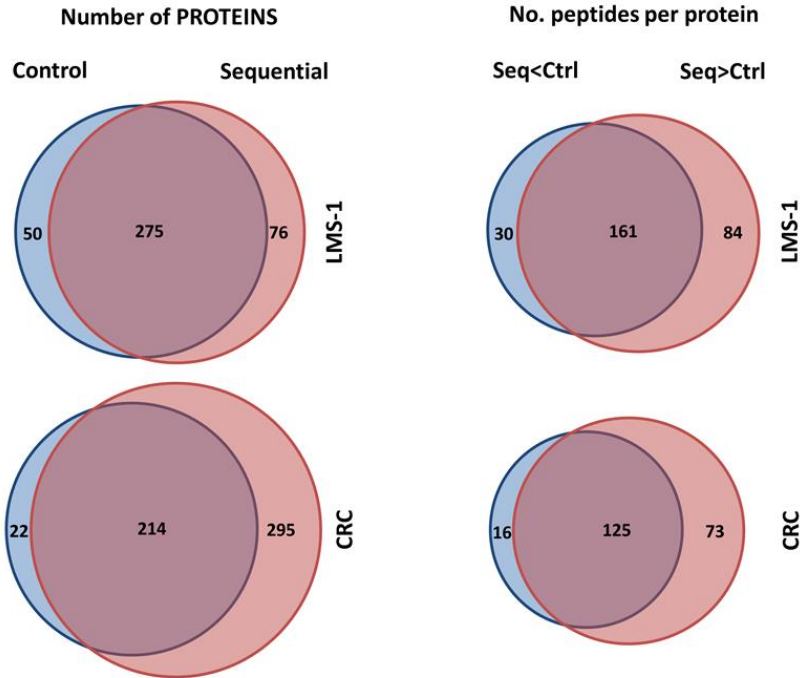 Number of PROTEINS
No. peptides per protein
Control
Sequential
Seq<Ctrl
Seq>Ctrl
50
275
76
LMS-1
30
161
84
LMS-1
22
214
295
CRC
16
125
73
CRC